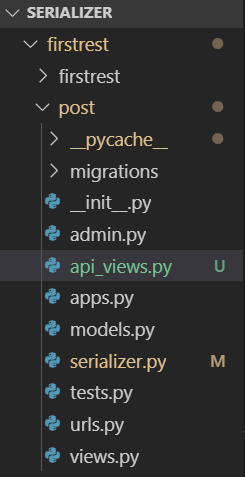 SERIALIZER
firstrest
firstrest
post
__pycache__
migrations
__init__.py
admin.py
api_views.py U
apps.py
models.py
serializer.py M
tests.py
urls.py
views.py